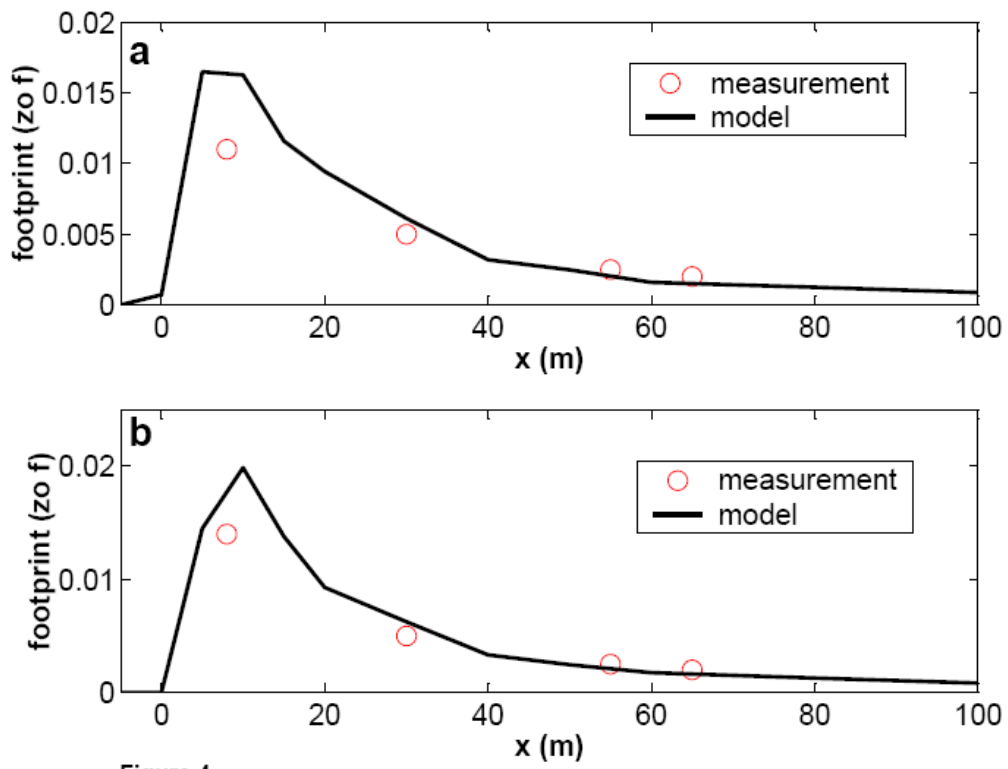 0.02
a
measurement
model
0.015
0.01
0.005
0
footprint (zo f)
0 20 40 60 80 100
x (m)
b
measurement
model
0.02
0.01
0
footprint (zo f)
0 20 40 60 80 100
x (m)